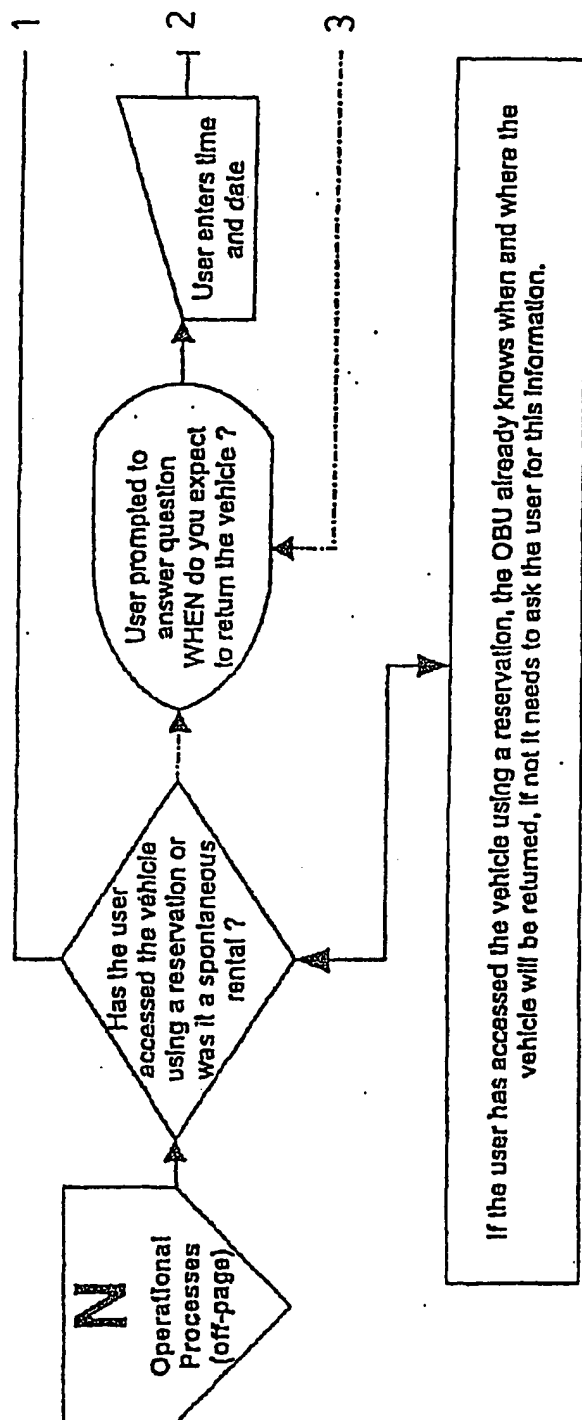 N
Operational
Processes
(off-page)
Has the user
accessed the vehicle
using a reservation or
was it a spontaneous
rental ?
User prompted to
answer question
WHEN do you expect
to return the vehicle ?
User enters time
and date
1
2
3
If the user has accessed the vehicle using a reservation, the OBU already knows when and where the
vehicle will be returned, if not it needs to ask the user for this information.